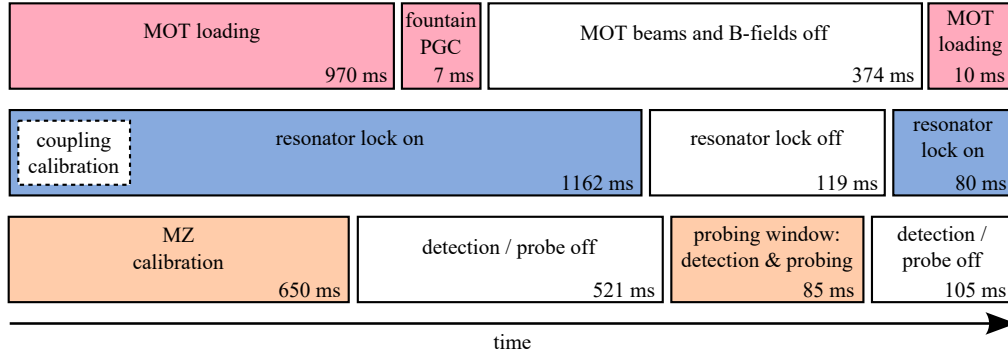 MOT loading
970 ms
fountain
PGC
7 ms
MOT beams and B-fields off
374 ms
MOT
loading
10 ms
coupling
calibration
resonator lock on
1162 ms
resonator lock off
119 ms
resonator
lock on
80 ms
MZ
calibration
650 ms
detection / probe off
521 ms
probing window:
detection & probing
85 ms
detection /
probe off
105 ms
time